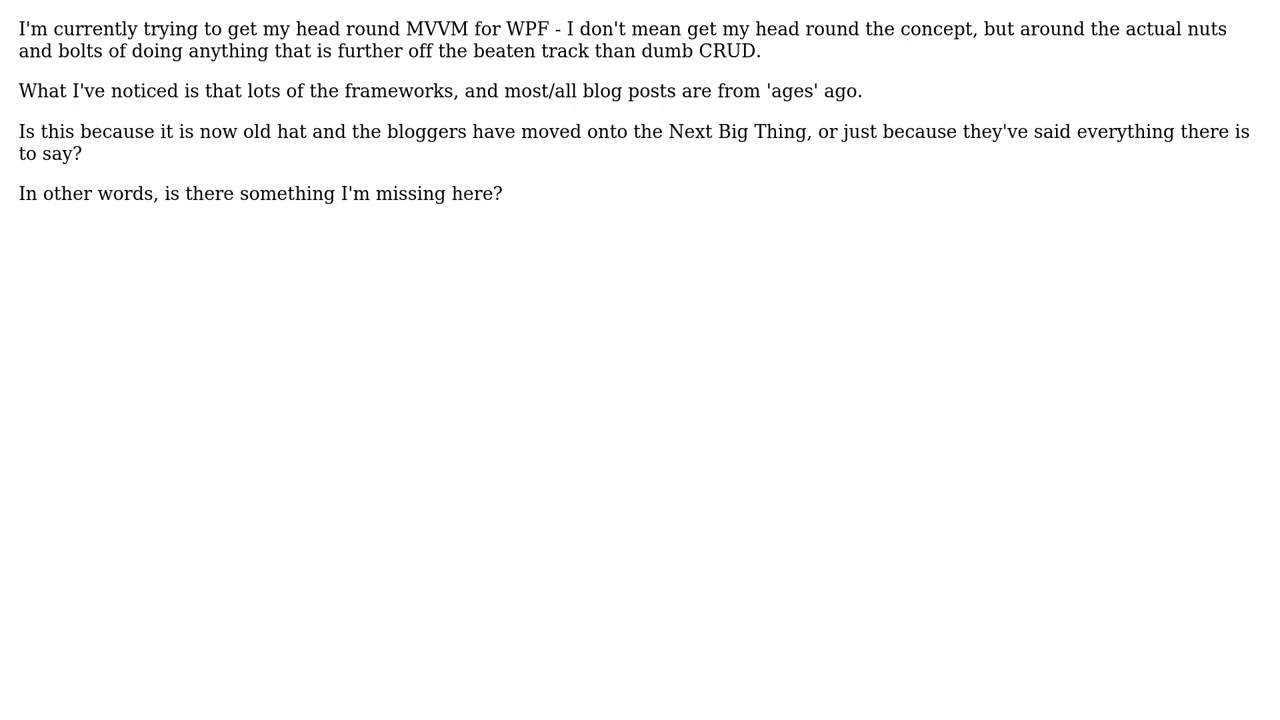 I'm currently trying to get my head round MVVM for WPF - I don't mean get my head round the concept, but around the actual nuts
and bolts of doing anything that is further off the beaten track than dumb CRUD.
What I've noticed is that lots of the frameworks, and most/all blog posts are from 'ages' ago.
Is this because it is now old hat and the bloggers have moved onto the Next Big Thing, or just because they've said everything there is
to say?
In other words, is there something I'm missing here?